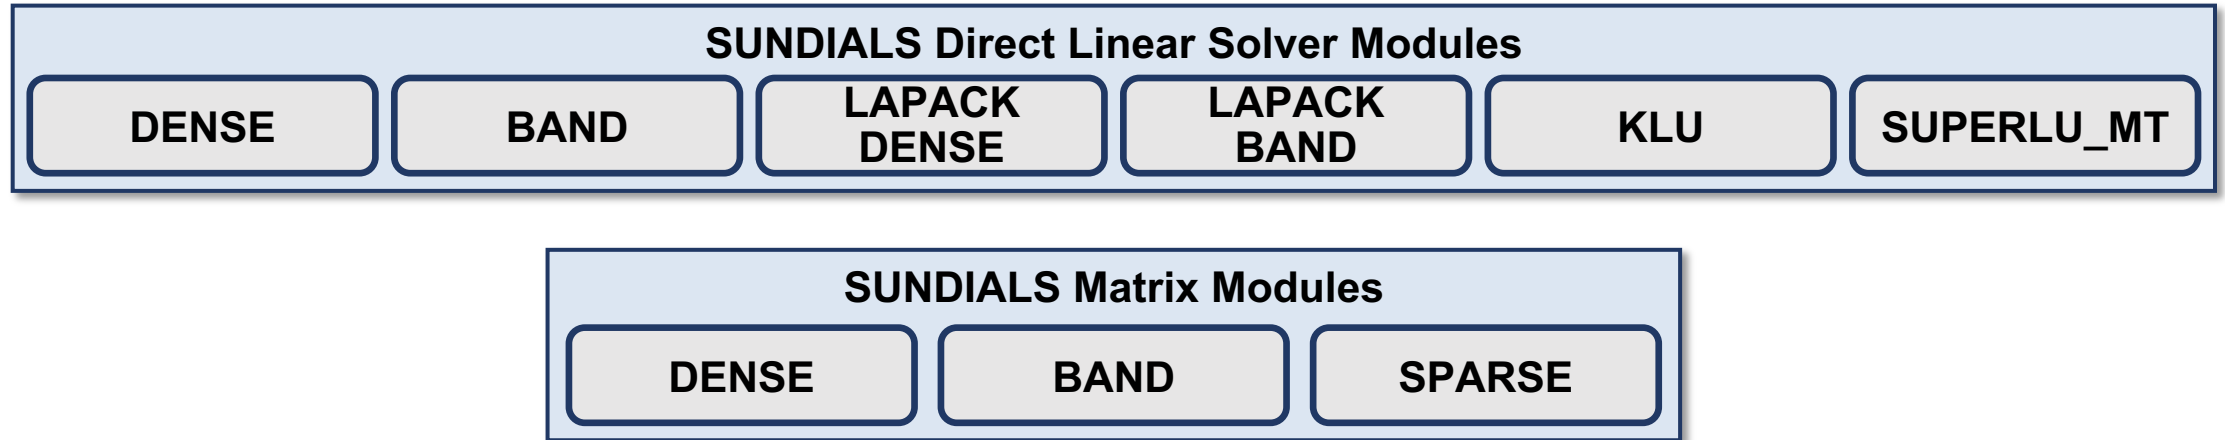 SUNDIALS Direct Linear Solver Modules
DENSE
BAND
LAPACK
DENSE
LAPACK
BAND
KLU
SUPERLU_MT
SUNDIALS Matrix Modules
DENSE
BAND
SPARSE